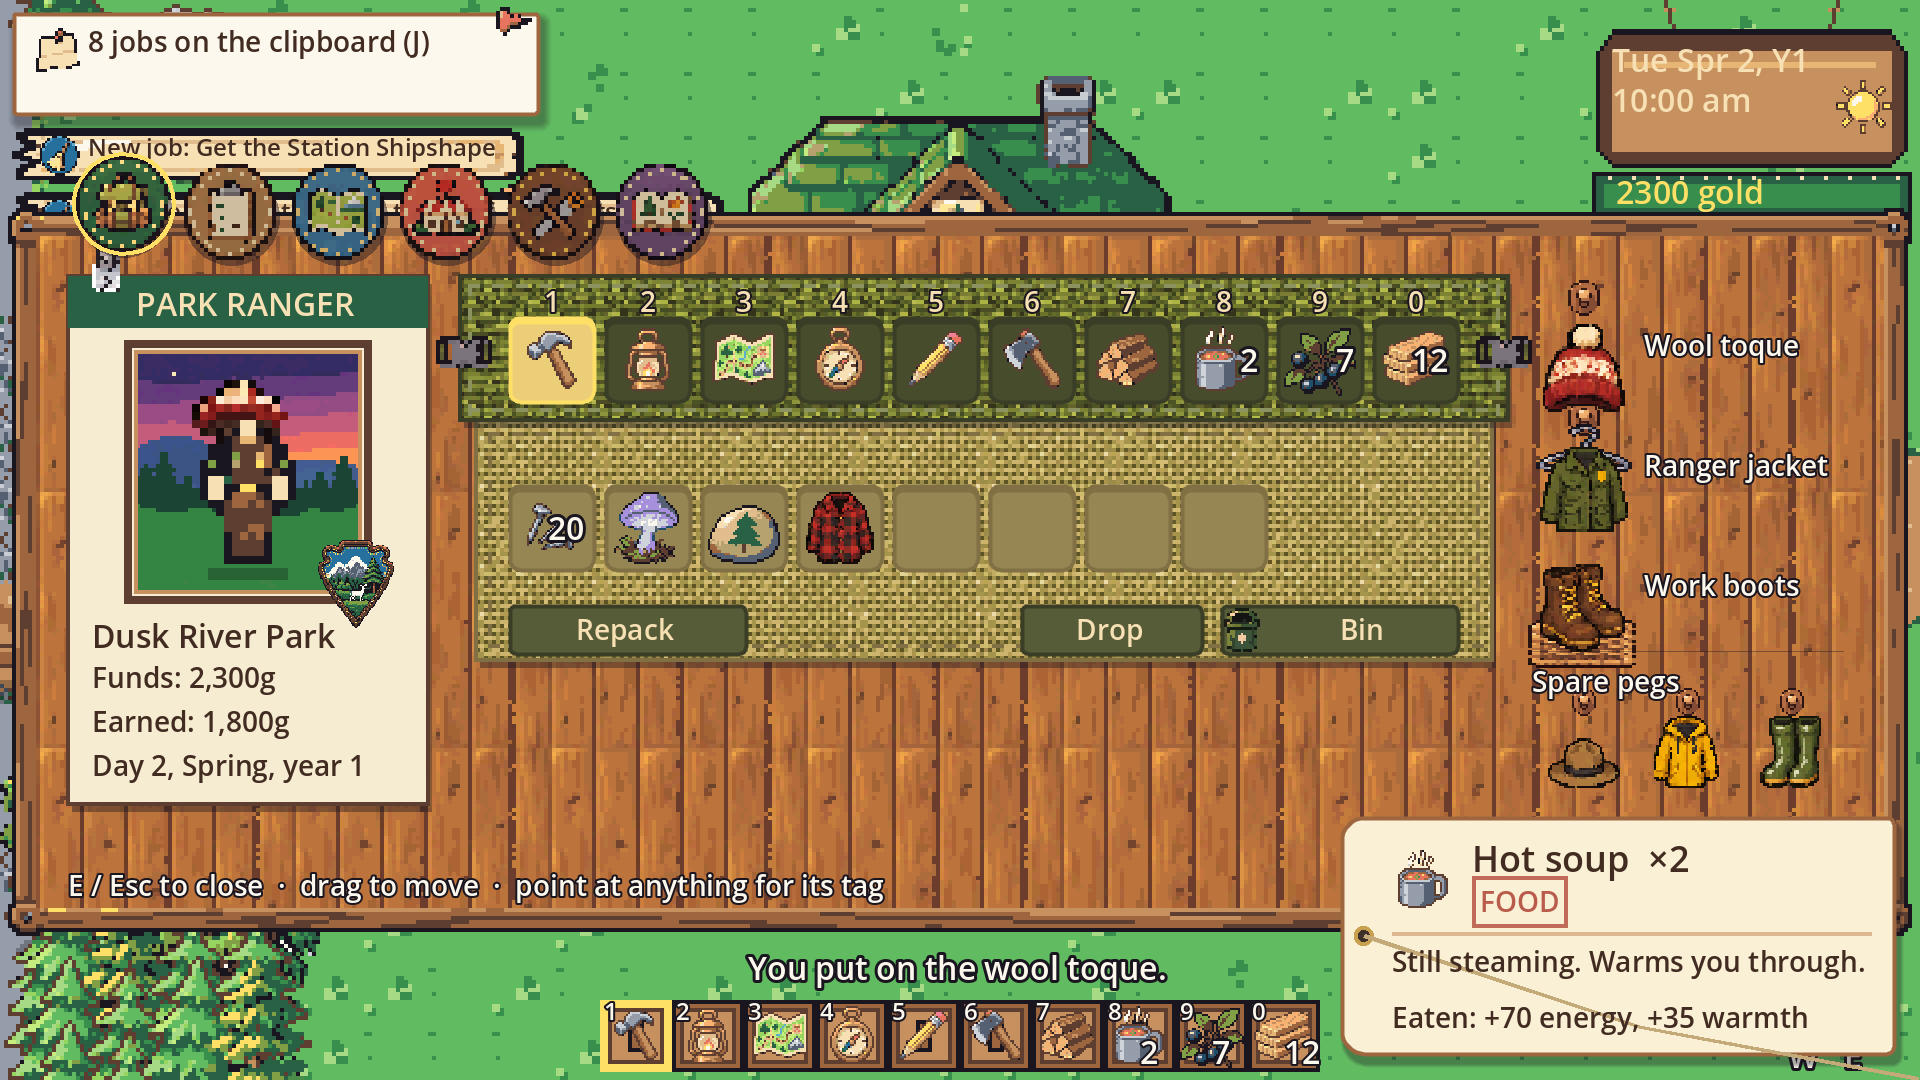 8 jobs on the clipboard (J)
New job: Get the Station Shipshape
Tue Spr 2, Y1
10:00 am
2300 gold
PARK RANGER
Dusk River Park
Funds: 2,300g
Earned: 1,800g
Day 2, Spring, year 1
1 2 3 4 5 6 7 8 9 0
2 7 12
20
Repack Drop Bin
Wool toque
Ranger jacket
Work boots
Spare pegs
E / Esc to close · drag to move · point at anything for its tag
Hot soup ×2
FOOD
Still steaming. Warms you through.
Eaten: +70 energy, +35 warmth
You put on the wool toque.
1 2 3 4 5 6 7 8 9 0
2 7 12
W E